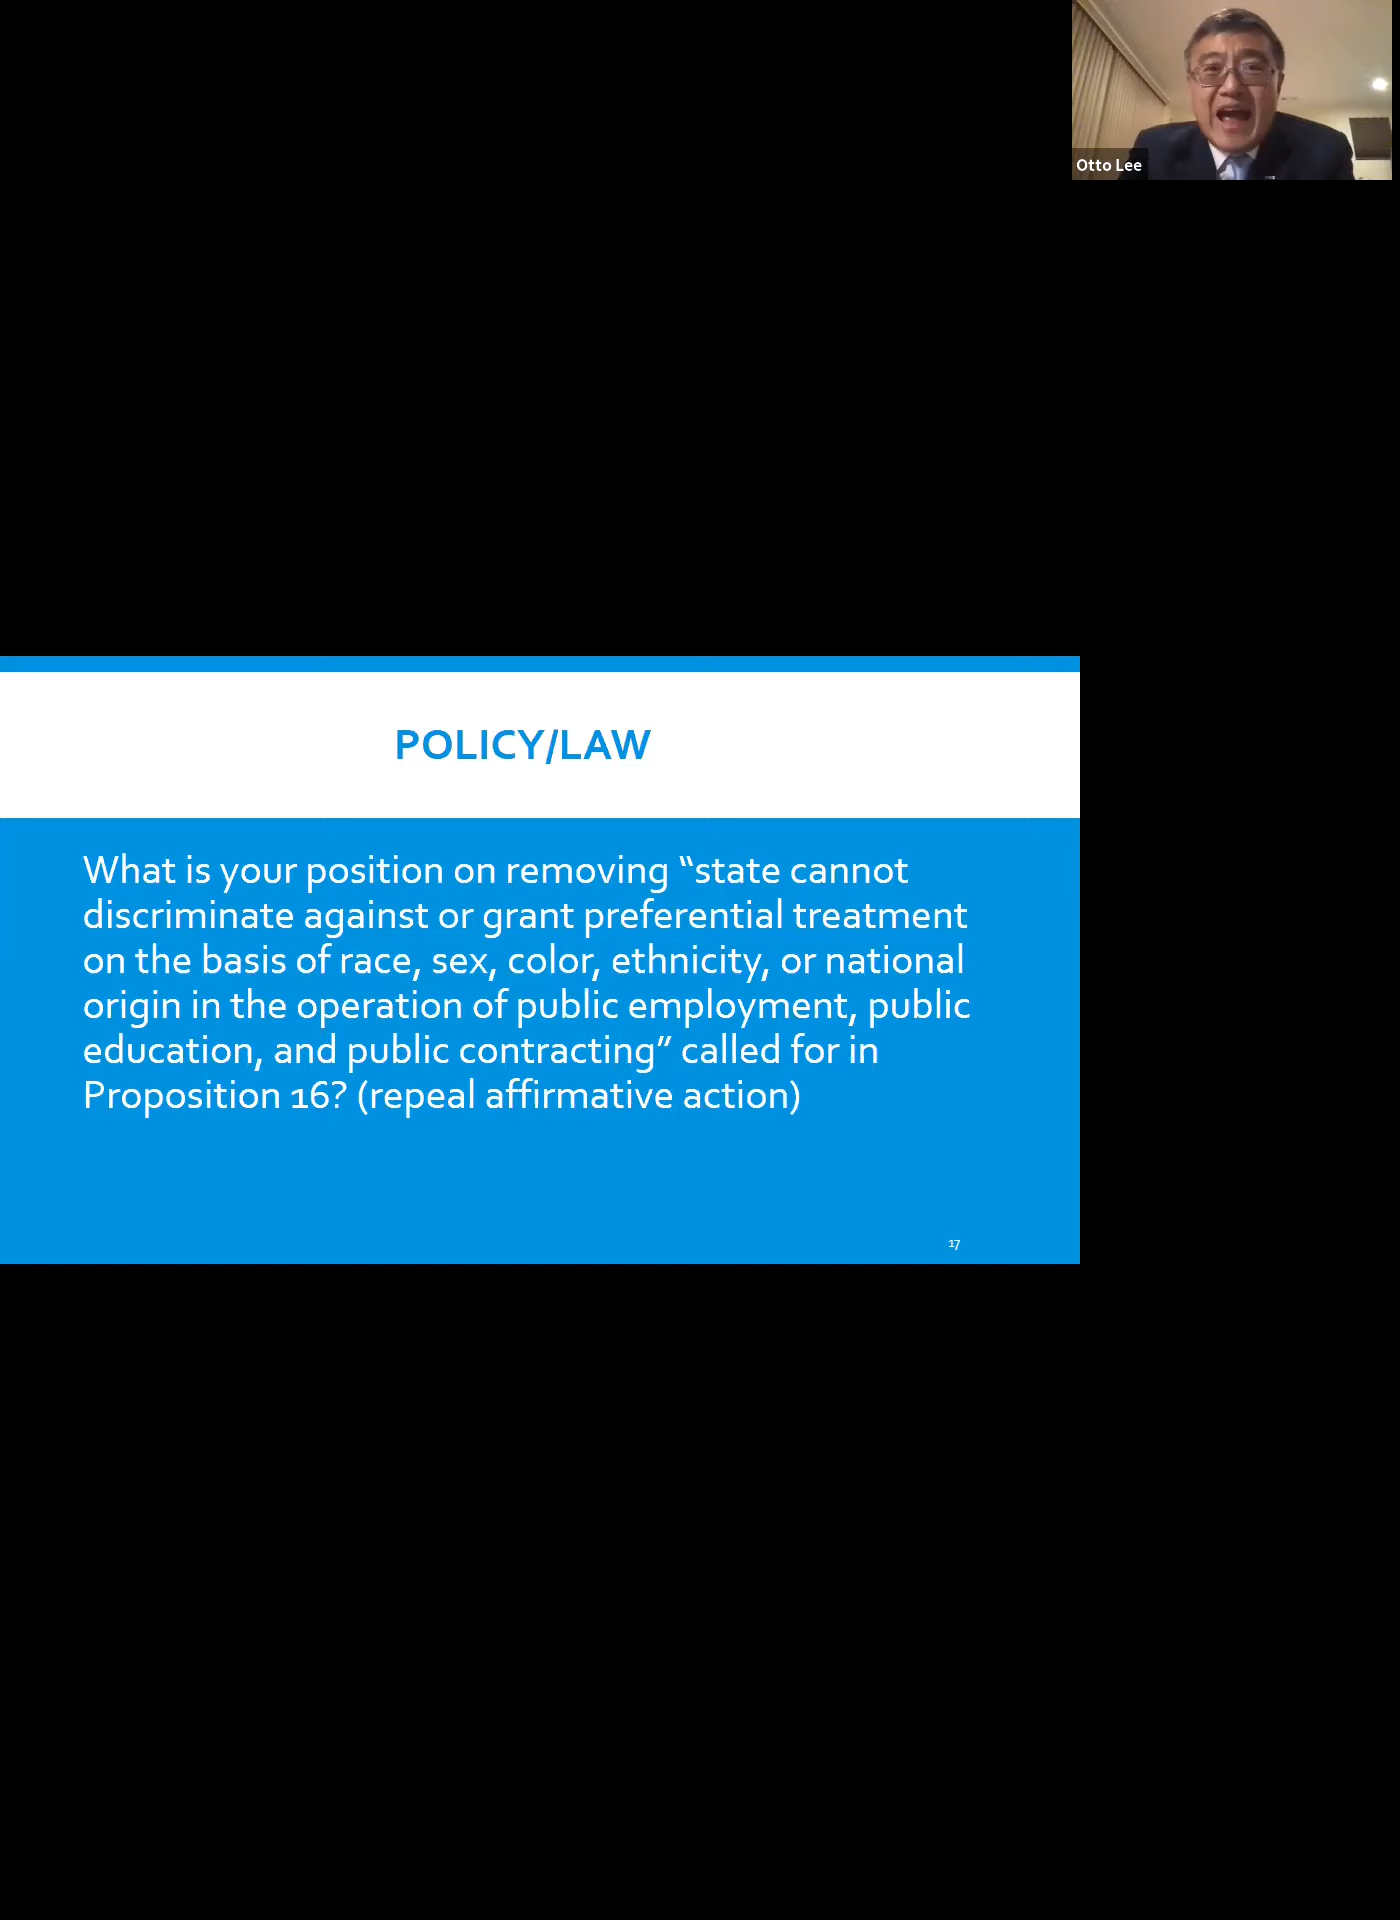 Otto Lee
POLICY/LAW
What is your position on removing “state cannot
discriminate against or grant preferential treatment
on the basis of race, sex, color, ethnicity, or national
origin in the operation of public employment, public
education, and public contracting” called for in
Proposition 16? (repeal affirmative action)
17